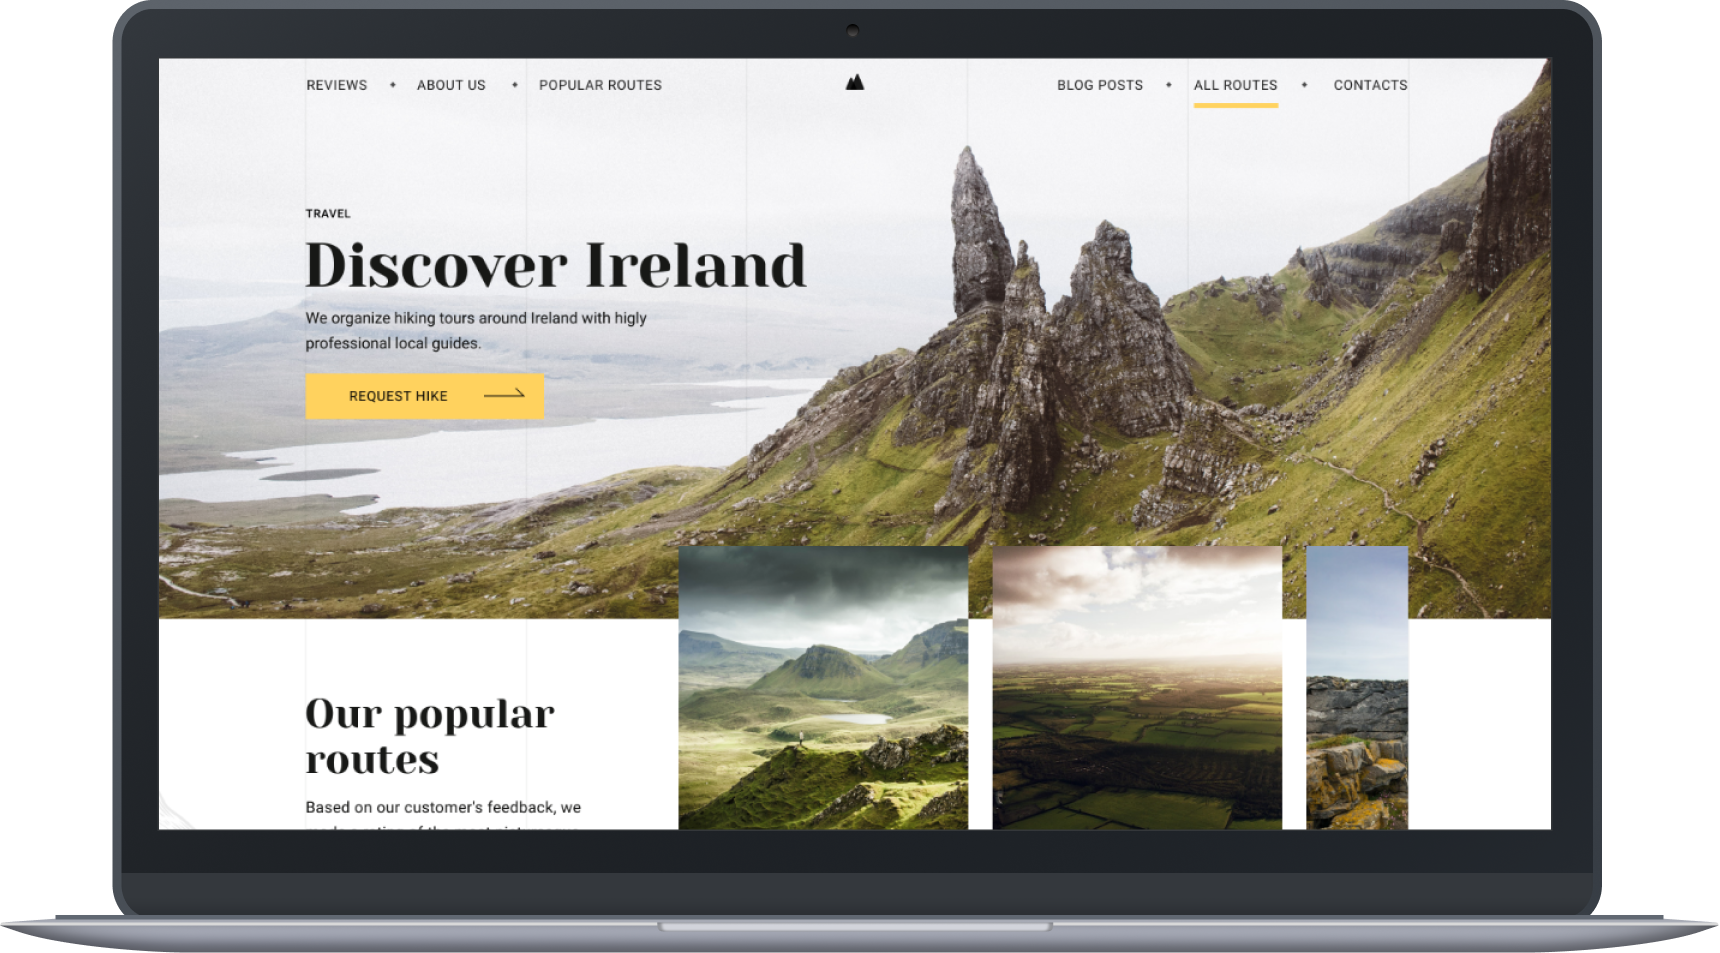 REVIEWS ABOUT US POPULAR ROUTES BLOG POSTS ALL ROUTES CONTACTS
TRAVEL
Discover Ireland
We organize hiking tours around Ireland with higly
professional local guides.
REQUEST HIKE
Our popular
routes
Based on our customer's feedback, we